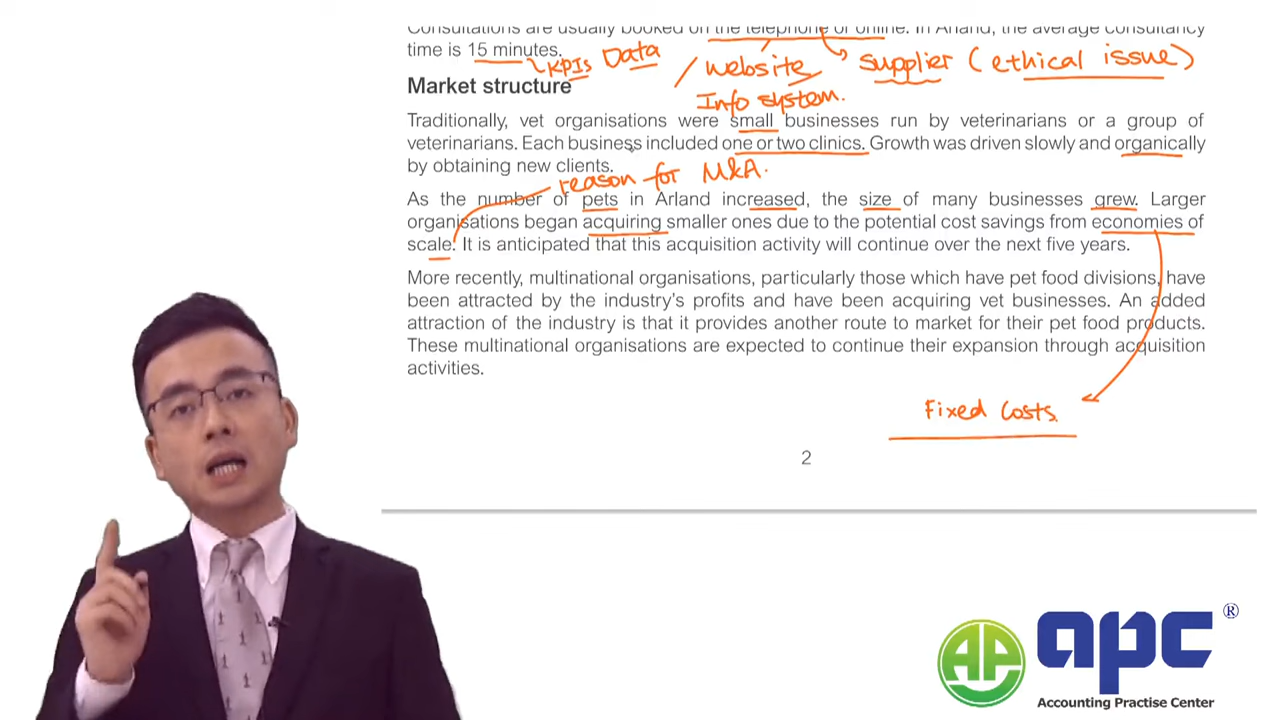 Consultations are usually booked on the telephone or online. In Arland, the average consultancy
time is 15 minutes.
KPIs Data
website
Info system.
supplier (ethical issue)
Market structure
Traditionally, vet organisations were small businesses run by veterinarians or a group of
veterinarians. Each business included one or two clinics. Growth was driven slowly and organically
by obtaining new clients.
reason for M&A.
As the number of pets in Arland increased, the size of many businesses grew. Larger
organisations began acquiring smaller ones due to the potential cost savings from economies of
scale. It is anticipated that this acquisition activity will continue over the next five years.
More recently, multinational organisations, particularly those which have pet food divisions, have
been attracted by the industry's profits and have been acquiring vet businesses. An added
attraction of the industry is that it provides another route to market for their pet food products.
These multinational organisations are expected to continue their expansion through acquisition
activities.
Fixed Costs.
2
AP
apc®
Accounting Practise Center